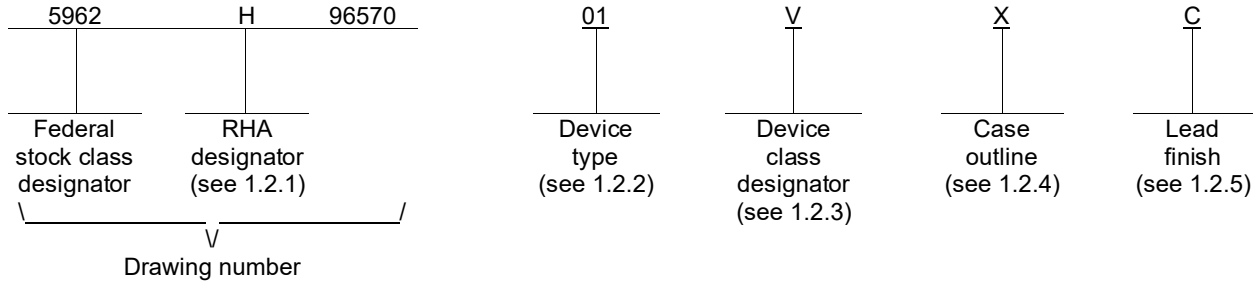 5962 H 96570 01 V X C
Federal stock class designator
RHA designator (see 1.2.1)
Device type (see 1.2.2)
Device class designator (see 1.2.3)
Case outline (see 1.2.4)
Lead finish (see 1.2.5)
Drawing number